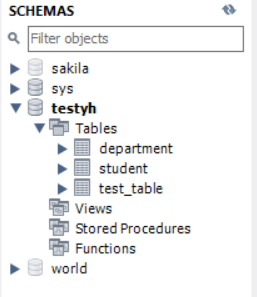 SCHEMAS
Filter objects
sakila
sys
testyh
Tables
department
student
test_table
Views
Stored Procedures
Functions
world